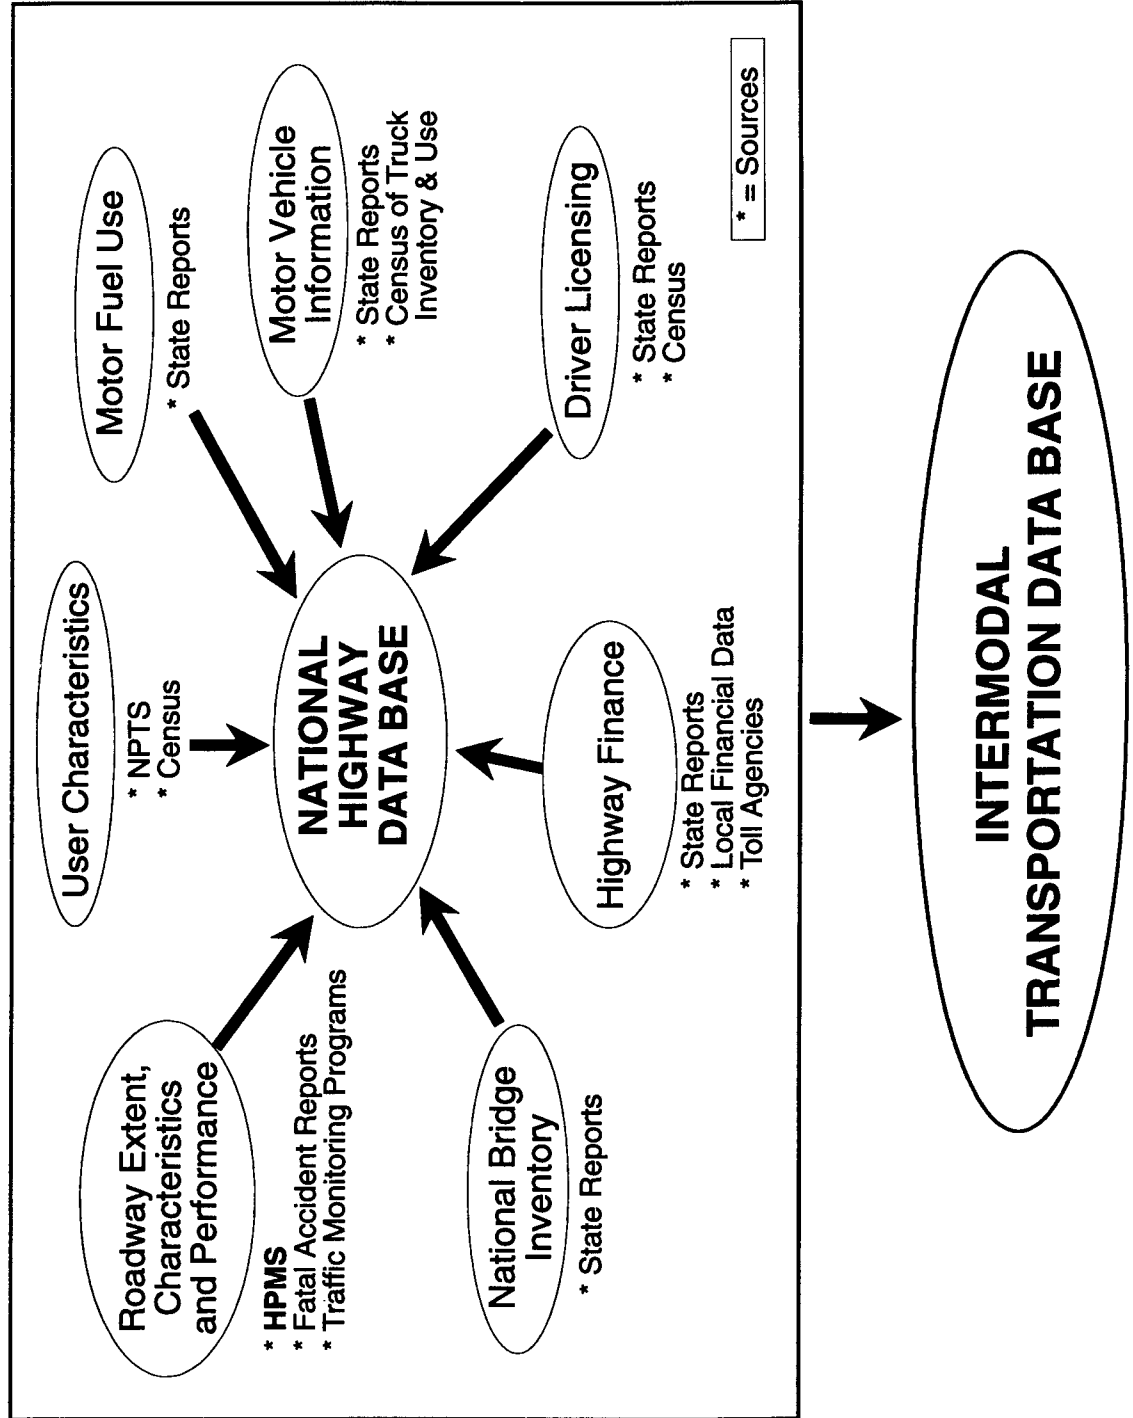 Roadway Extent,
Characteristics
and Performance
* HPMS
* Fatal Accident Reports
* Traffic Monitoring Programs
User Characteristics
* NPTS
* Census
Motor Fuel Use
* State Reports
Motor Vehicle
Information
* State Reports
* Census of Truck
Inventory & Use
NATIONAL
HIGHWAY
DATA BASE
National Bridge
Inventory
* State Reports
Highway Finance
* State Reports
* Local Financial Data
* Toll Agencies
Driver Licensing
* State Reports
* Census
* = Sources
INTERMODAL
TRANSPORTATION DATA BASE